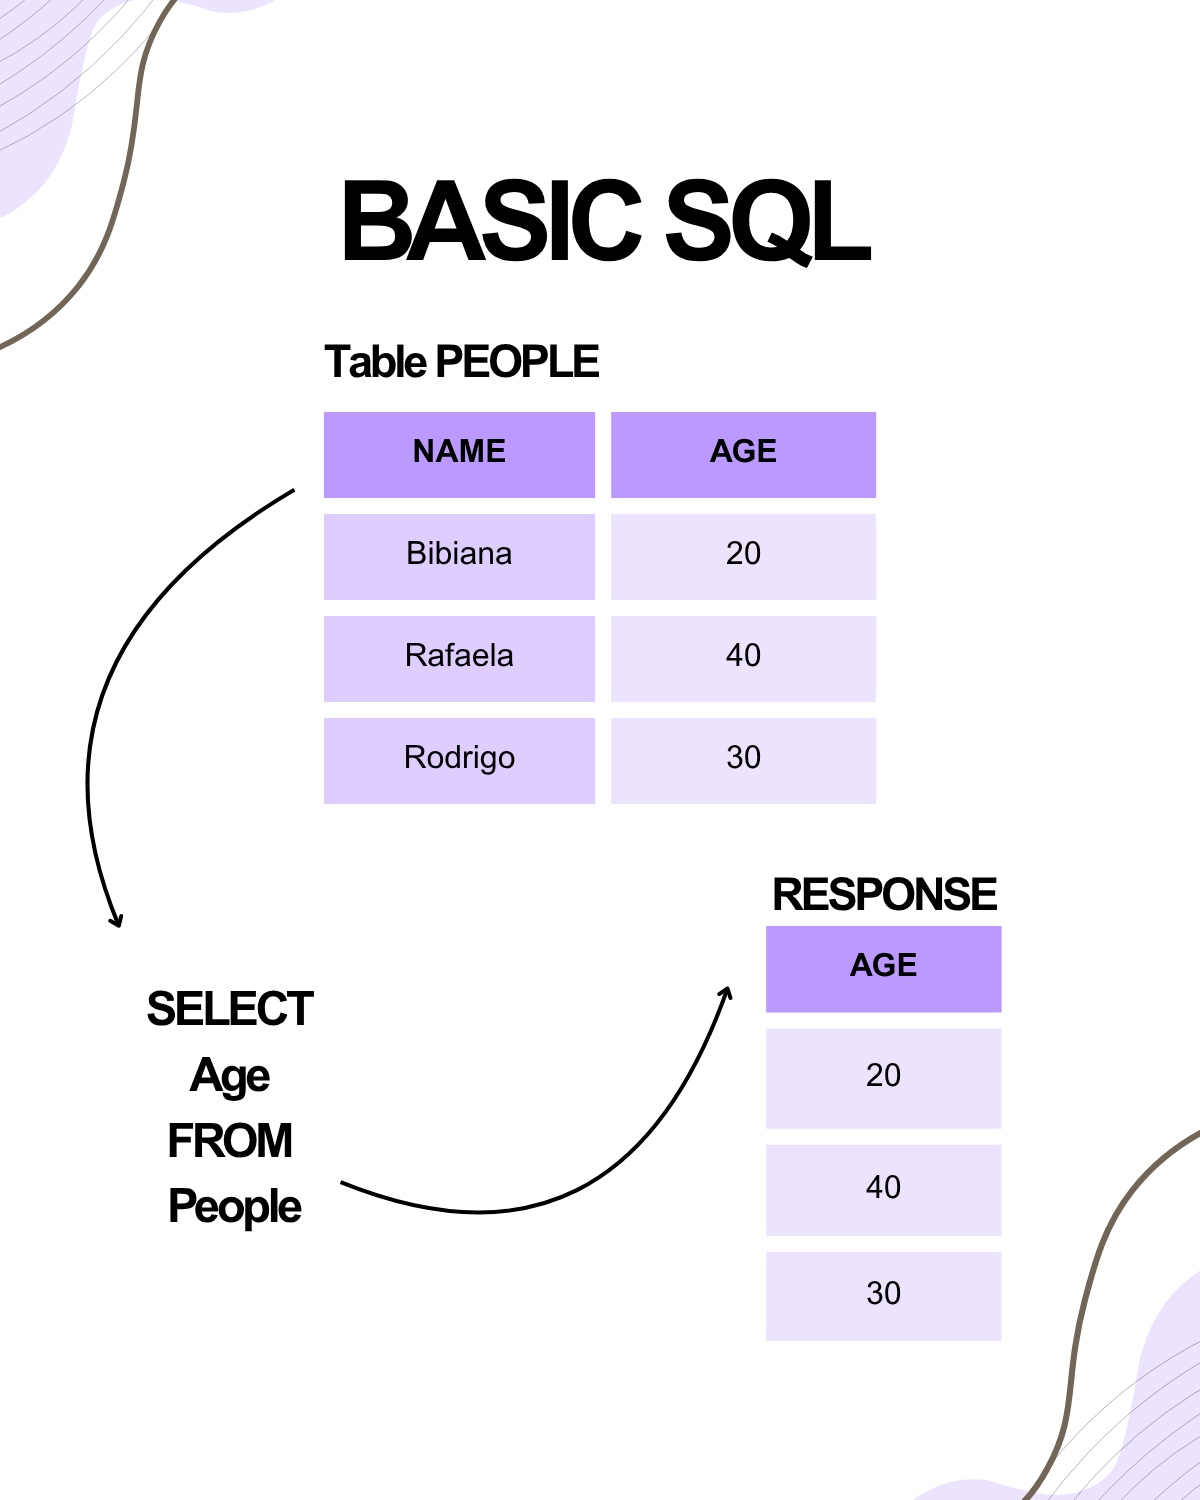 BASIC SQL
Table PEOPLE
NAME AGE
Bibiana 20
Rafaela 40
Rodrigo 30
SELECT
Age
FROM
People
RESPONSE
AGE
20
40
30